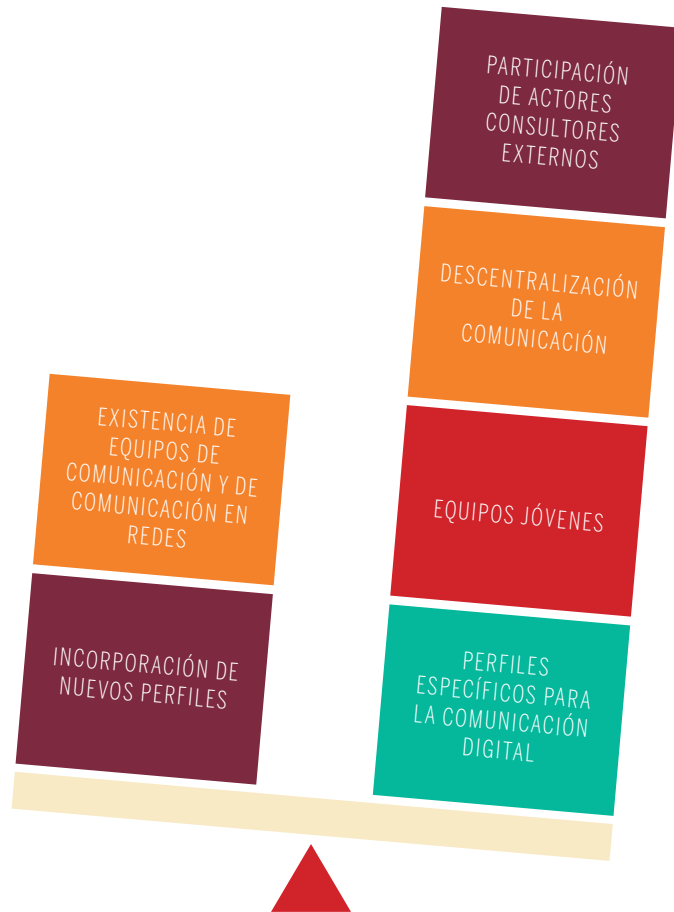 EXISTENCIA DE
EQUIPOS DE
COMUNICACIÓN Y DE
COMUNICACIÓN EN
REDES
INCORPORACIÓN DE
NUEVOS PERFILES
PARTICIPACIÓN
DE ACTORES
CONSULTORES
EXTERNOS
DESCENTRALIZACIÓN
DE LA
COMUNICACIÓN
EQUIPOS JÓVENES
PERFILES
ESPECÍFICOS PARA
LA COMUNICACIÓN
DIGITAL